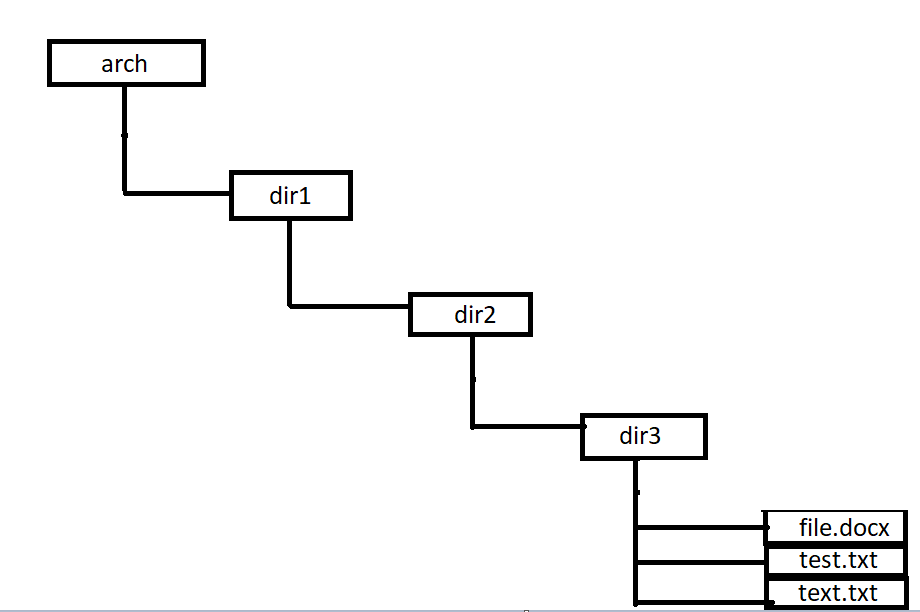 arch
dir1
dir2
dir3
file.docx
test.txt
text.txt